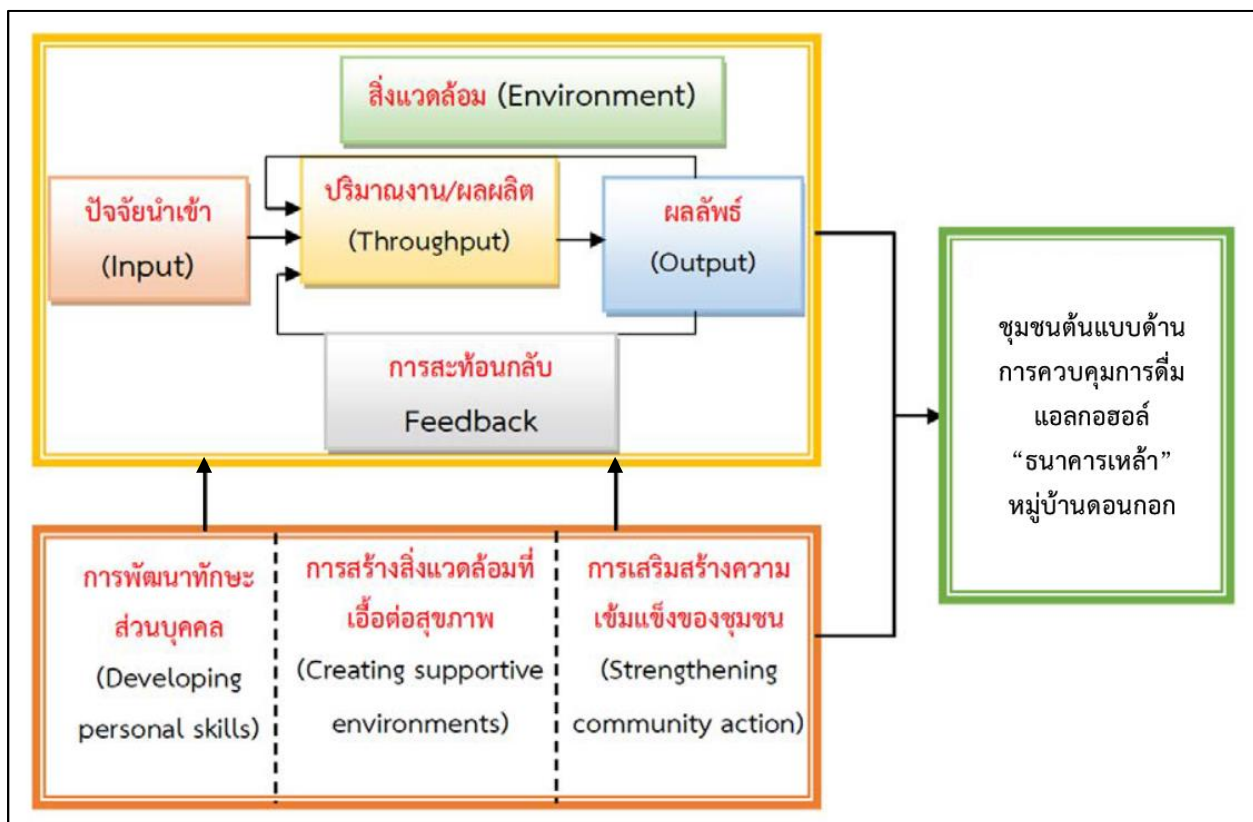 สิ่งแวดล้อม (Environment)
ปัจจัยนำเข้า
(Input)
ปริมาณงาน/ผลผลิต
(Throughput)
ผลลัพธ์
(Output)
การสะท้อนกลับ
Feedback
การพัฒนาทักษะ
ส่วนบุคคล
(Developing
personal skills)
การสร้างสิ่งแวดล้อมที่
เอื้อต่อสุขภาพ
(Creating supportive
environments)
การเสริมสร้างความ
เข้มแข็งของชุมชน
(Strengthening
community action)
ชุมชนต้นแบบด้าน
การควบคุมการดื่ม
แอลกอฮอล์
“ธนาคารเหล้า”
หมู่บ้านดอนกอก